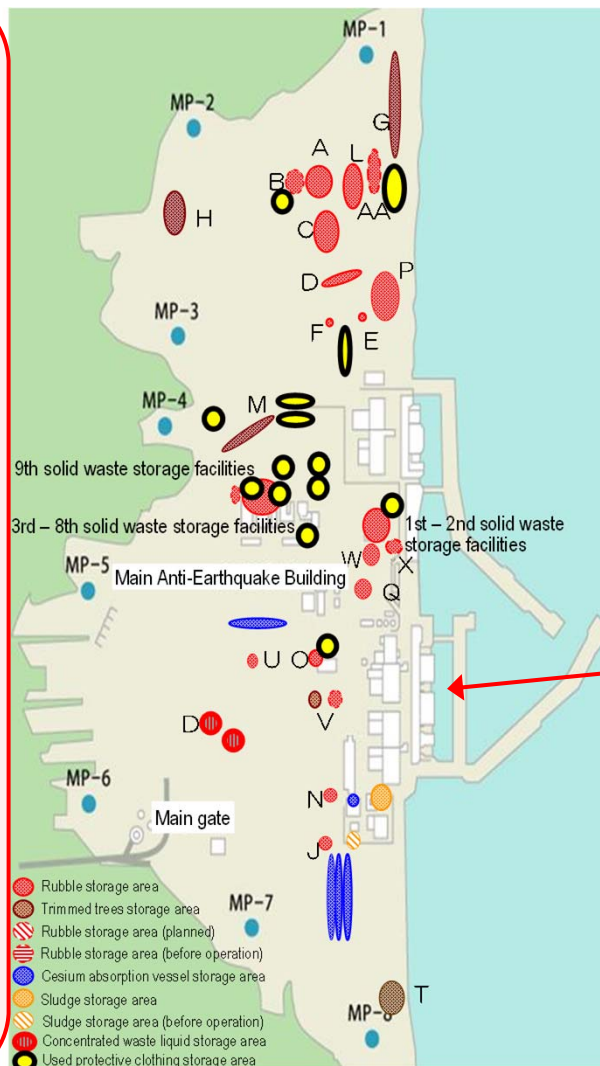 MP-1
MP-2
G
A
L
B
AA
H
C
D
P
F
E
MP-3
M
MP-4
9th solid waste storage facilities
3rd – 8th solid waste storage facilities
1st – 2nd solid waste
storage facilities
W
X
MP-5
Main Anti-Earthquake Building
Q
U
O
V
D
MP-6
N
Main gate
J
MP-7
T
MP-8
Rubble storage area
Trimmed trees storage area
Rubble storage area (planned)
Rubble storage area (before operation)
Cesium absorption vessel storage area
Sludge storage area
Sludge storage area (before operation)
Concentrated waste liquid storage area
Used protective clothing storage area